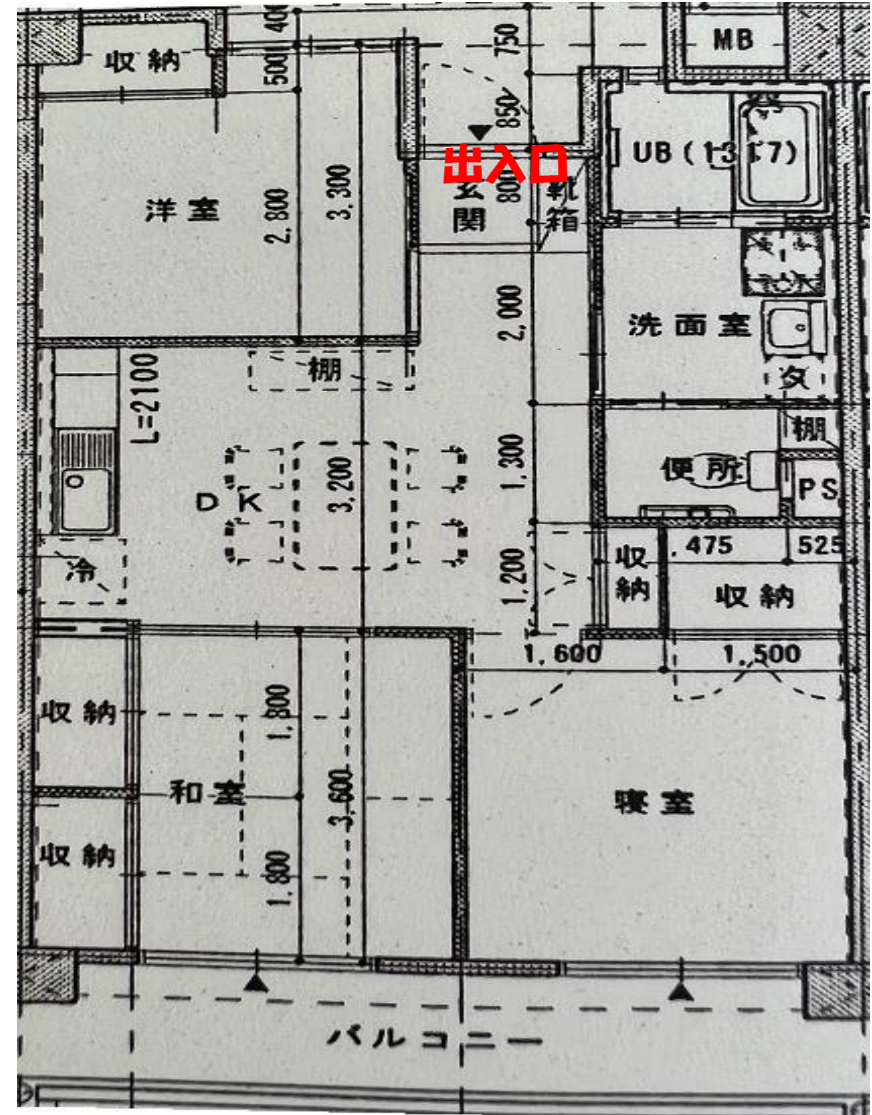 収納
400
500
750
MB
850
出入口
UB(1317)
洋室
2,800
3,300
玄関
800
靴箱
2,000
洗面室
タ
L=2100
棚
棚
DK
3,200
1,300
便所
PS
冷
1,200
収納
475
525
収納
1,600
1,500
収納
1,800
和室
3,600
寝室
収納
1,800
バルコニー